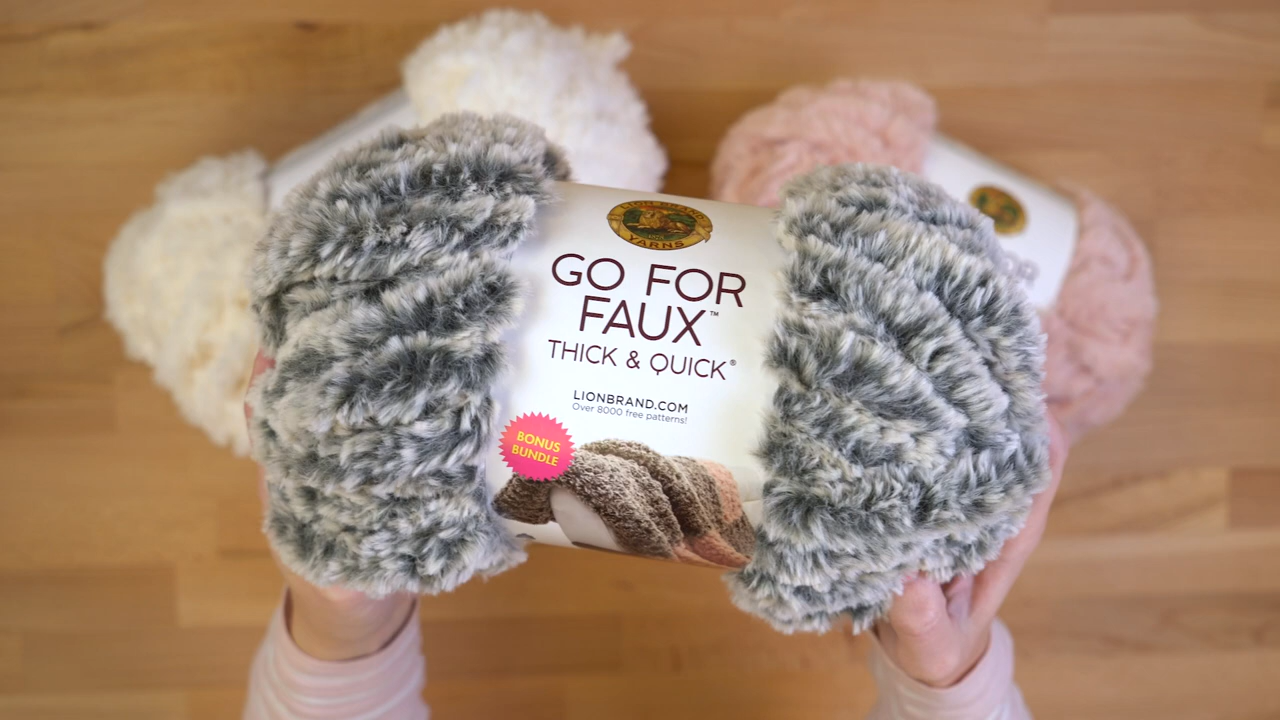 LION BRAND
YARNS
GO FOR
FAUX™
THICK & QUICK®
LIONBRAND.COM
Over 8000 free patterns!
BONUS
BUNDLE